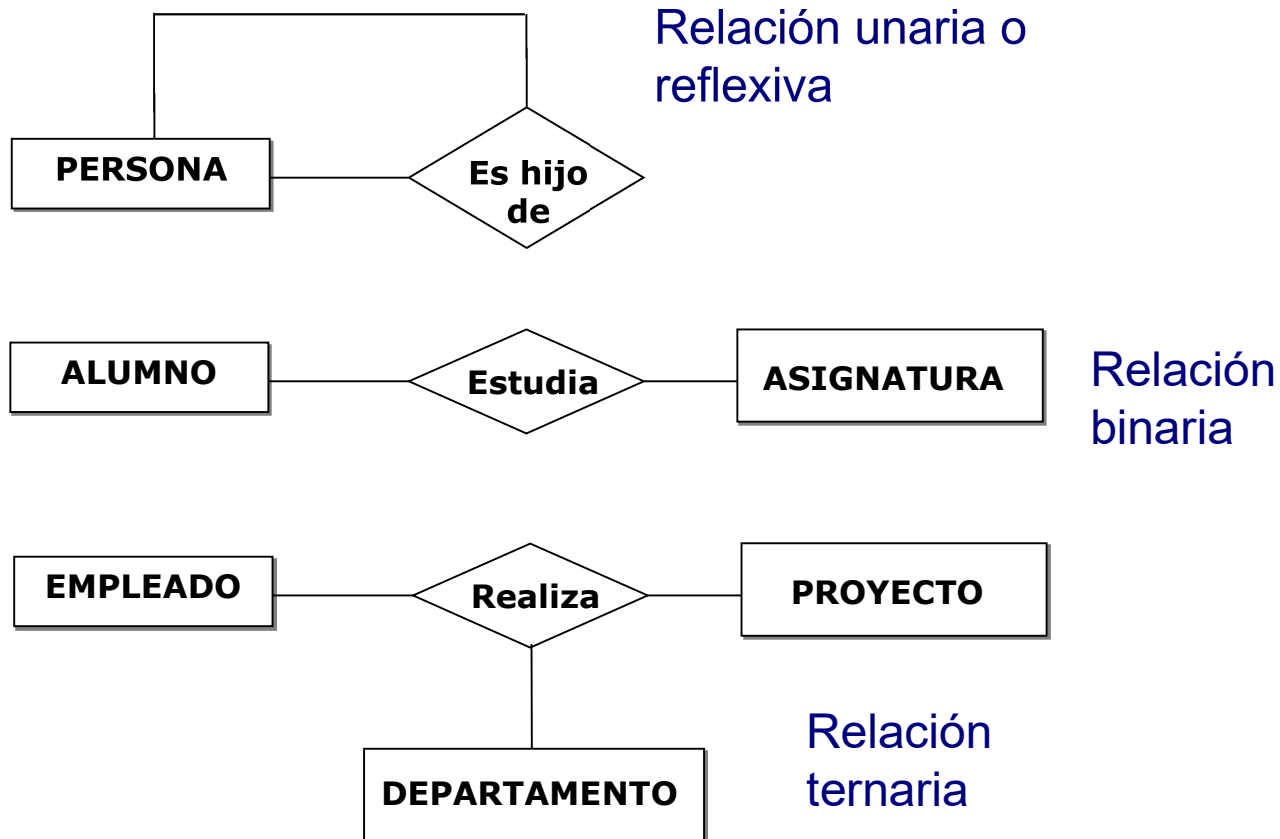 Relación unaria o
reflexiva
PERSONA
Es hijo
de
ALUMNO
Estudia
ASIGNATURA
Relación
binaria
EMPLEADO
Realiza
PROYECTO
Relación
ternaria
DEPARTAMENTO